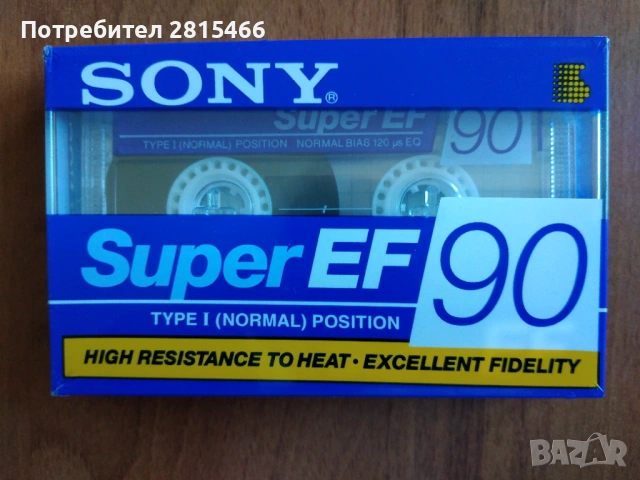 Потребител 2815466
SONY®
Super EF 90
TYPE I (NORMAL) POSITION NORMAL BIAS 120 μs EQ
Super EF 90
TYPE I (NORMAL) POSITION
HIGH RESISTANCE TO HEAT · EXCELLENT FIDELITY
BAZAR